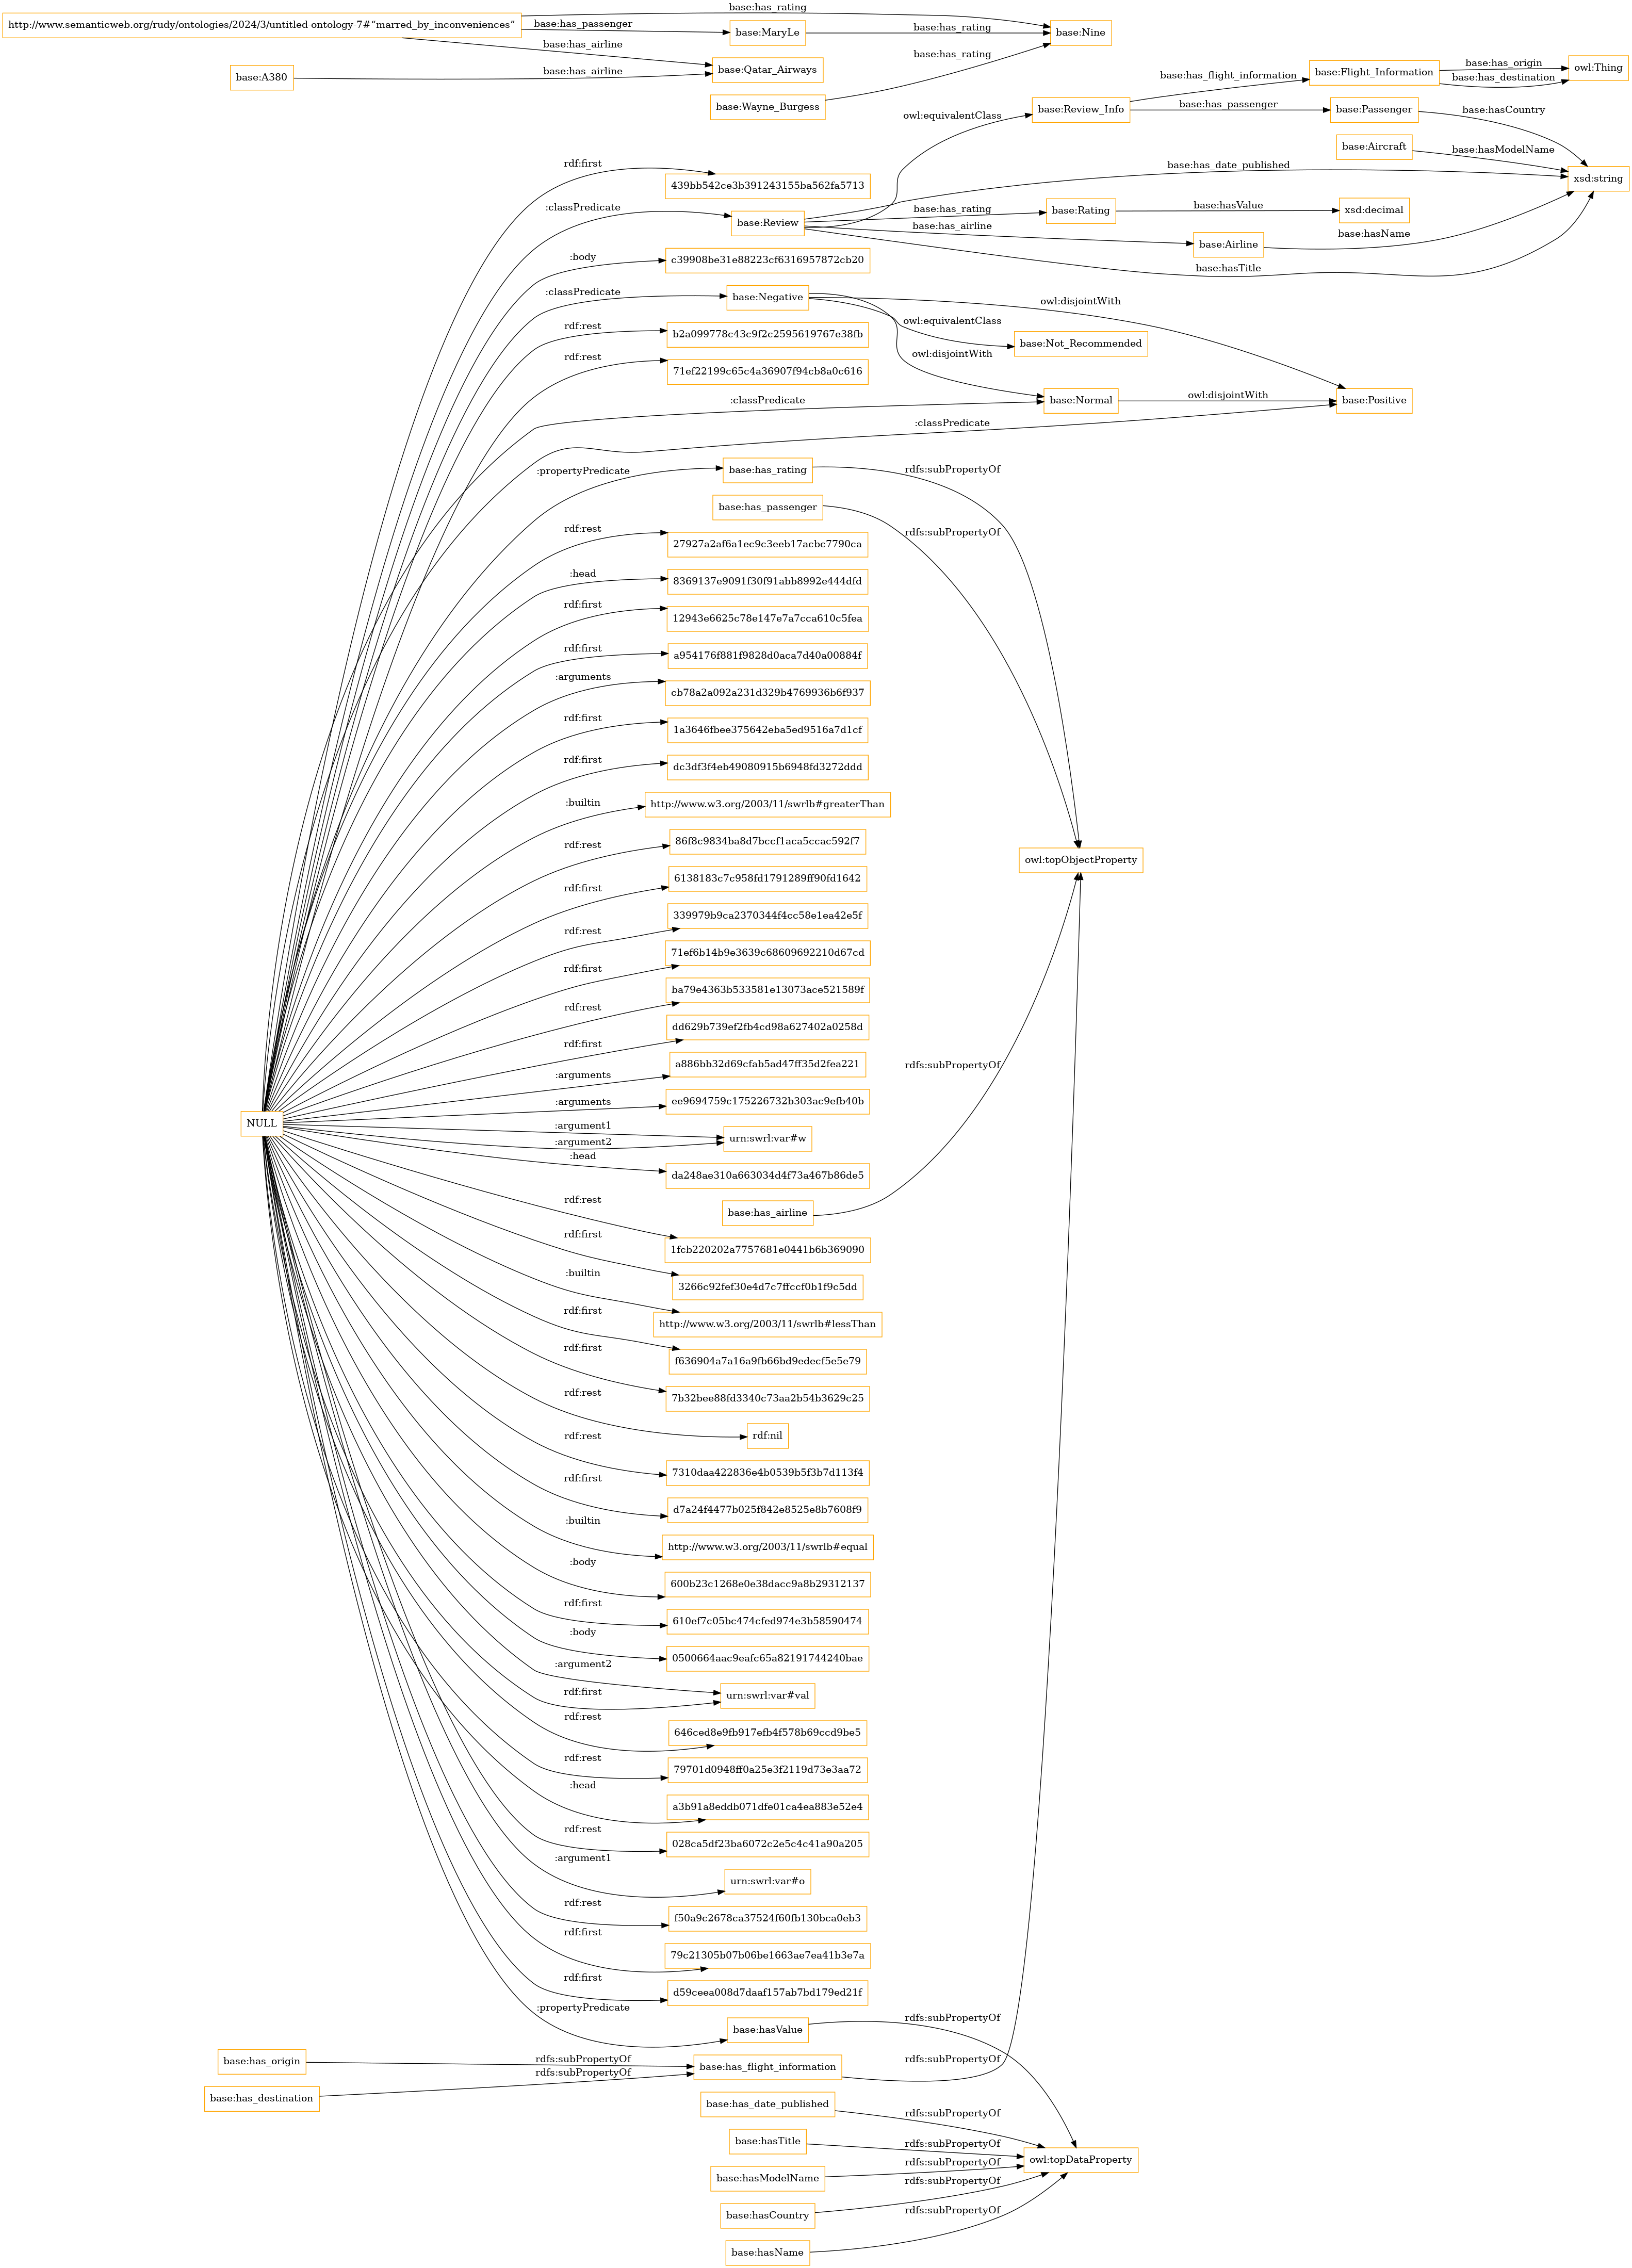 base:has_rating
http://www.semanticweb.org/rudy/ontologies/2024/3/untitled-ontology-7#“marred_by_inconveniences”
base:has_passenger
base:MaryLe
base:has_rating
base:Nine
base:has_airline
base:has_rating
base:A380
base:has_airline
base:Qatar_Airways
base:Wayne_Burgess
base:Flight_Information
base:has_origin
owl:Thing
base:has_flight_information
base:has_destination
base:Review_Info
base:has_passenger
base:Passenger
base:hasCountry
owl:equivalentClass
base:Aircraft
base:hasModelName
rdf:first
base:has_date_published
xsd:string
439bb542ce3b391243155ba562fa5713
:classPredicate
base:Review
base:has_rating
base:Rating
base:hasValue
xsd:decimal
base:has_airline
base:Airline
base:hasName
:body
c39908be31e88223cf6316957872cb20
base:hasTitle
:classPredicate
base:Negative
owl:disjointWith
owl:equivalentClass
rdf:rest
b2a099778c43c9f2c2595619767e38fb
base:Not_Recommended
owl:disjointWith
rdf:rest
71ef22199c65c4a36907f94cb8a0c616
:classPredicate
base:Normal
owl:disjointWith
base:Positive
:classPredicate
:propertyPredicate
base:has_rating
rdfs:subPropertyOf
base:has_passenger
rdfs:subPropertyOf
rdf:rest
27927a2af6a1ec9c3eeb17acbc7790ca
:head
8369137e9091f30f91abb8992e444dfd
rdf:first
12943e6625c78e147e7a7cca610c5fea
rdf:first
a954176f881f9828d0aca7d40a00884f
:arguments
cb78a2a092a231d329b4769936b6f937
rdf:first
1a3646fbee375642eba5ed9516a7d1cf
rdf:first
dc3df3f4eb49080915b6948fd3272ddd
:builtin
http://www.w3.org/2003/11/swrlb#greaterThan
rdf:rest
86f8c9834ba8d7bccf1aca5ccac592f7
owl:topObjectProperty
rdf:first
6138183c7c958fd1791289ff90fd1642
rdf:rest
339979b9ca2370344f4cc58e1ea42e5f
rdf:first
71ef6b14b9e3639c68609692210d67cd
rdf:rest
ba79e4363b533581e13073ace521589f
rdf:first
dd629b739ef2fb4cd98a627402a0258d
:arguments
a886bb32d69cfab5ad47ff35d2fea221
rdfs:subPropertyOf
:arguments
ee9694759c175226732b303ac9efb40b
NULL
:argument1
urn:swrl:var#w
:argument2
:head
da248ae310a663034d4f73a467b86de5
base:has_airline
rdf:rest
1fcb220202a7757681e0441b6b369090
rdf:first
3266c92fef30e4d7c7ffccf0b1f9c5dd
:builtin
http://www.w3.org/2003/11/swrlb#lessThan
rdf:first
f636904a7a16a9fb66bd9edecf5e5e79
rdf:first
7b32bee88fd3340c73aa2b54b3629c25
rdf:rest
rdf:nil
rdf:rest
7310daa422836e4b0539b5f3b7d113f4
rdf:first
d7a24f4477b025f842e8525e8b7608f9
:builtin
http://www.w3.org/2003/11/swrlb#equal
:body
600b23c1268e0e38dacc9a8b29312137
rdf:first
610ef7c05bc474cfed974e3b58590474
:body
0500664aac9eafc65a82191744240bae
:argument2
urn:swrl:var#val
rdf:first
rdf:rest
646ced8e9fb917efb4f578b69ccd9be5
rdf:rest
79701d0948ff0a25e3f2119d73e3aa72
:head
a3b91a8eddb071dfe01ca4ea883e52e4
rdf:rest
028ca5df23ba6072c2e5c4c41a90a205
:argument1
urn:swrl:var#o
rdf:rest
f50a9c2678ca37524f60fb130bca0eb3
rdf:first
79c21305b07b06be1663ae7ea41b3e7a
rdf:first
d59ceea008d7daaf157ab7bd179ed21f
:propertyPredicate
base:hasValue
rdfs:subPropertyOf
base:has_origin
rdfs:subPropertyOf
base:has_flight_information
rdfs:subPropertyOf
base:has_destination
rdfs:subPropertyOf
base:has_date_published
rdfs:subPropertyOf
base:hasTitle
rdfs:subPropertyOf
owl:topDataProperty
base:hasModelName
rdfs:subPropertyOf
base:hasCountry
rdfs:subPropertyOf
base:hasName
rdfs:subPropertyOf